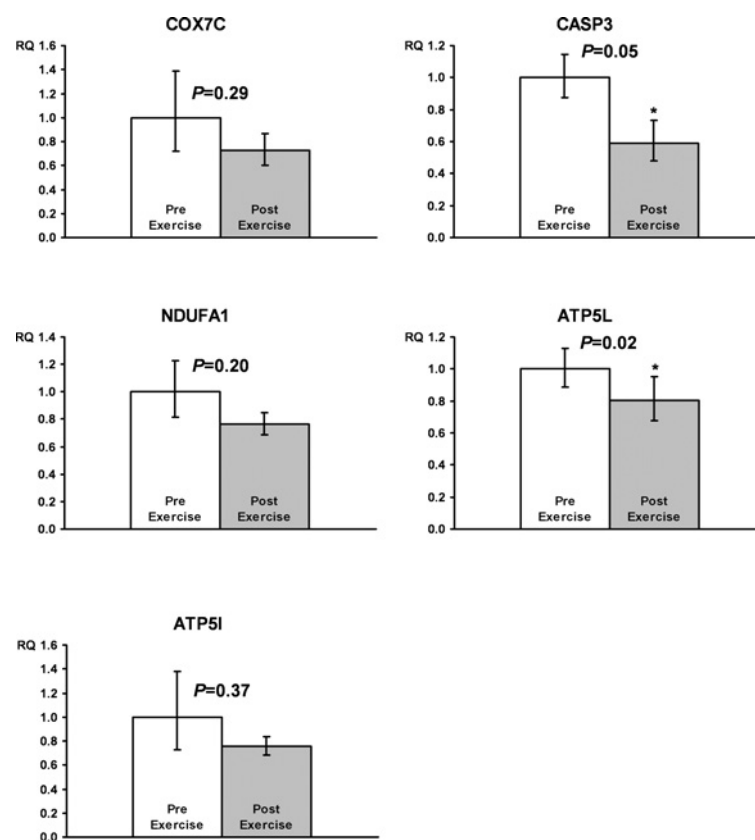 COX7C
RQ
1.6
1.4
1.2
1.0
0.8
0.6
0.4
0.2
0.0
P=0.29
Pre
Exercise
Post
Exercise
CASP3
RQ
1.2
1.0
0.8
0.6
0.4
0.2
0.0
P=0.05
*
Pre
Exercise
Post
Exercise
NDUFA1
RQ
1.4
1.2
1.0
0.8
0.6
0.4
0.2
0.0
P=0.20
Pre
Exercise
Post
Exercise
ATP5L
RQ
1.2
1.0
0.8
0.6
0.4
0.2
0.0
P=0.02
*
Pre
Exercise
Post
Exercise
ATP5I
RQ
1.6
1.4
1.2
1.0
0.8
0.6
0.4
0.2
0.0
P=0.37
Pre
Exercise
Post
Exercise